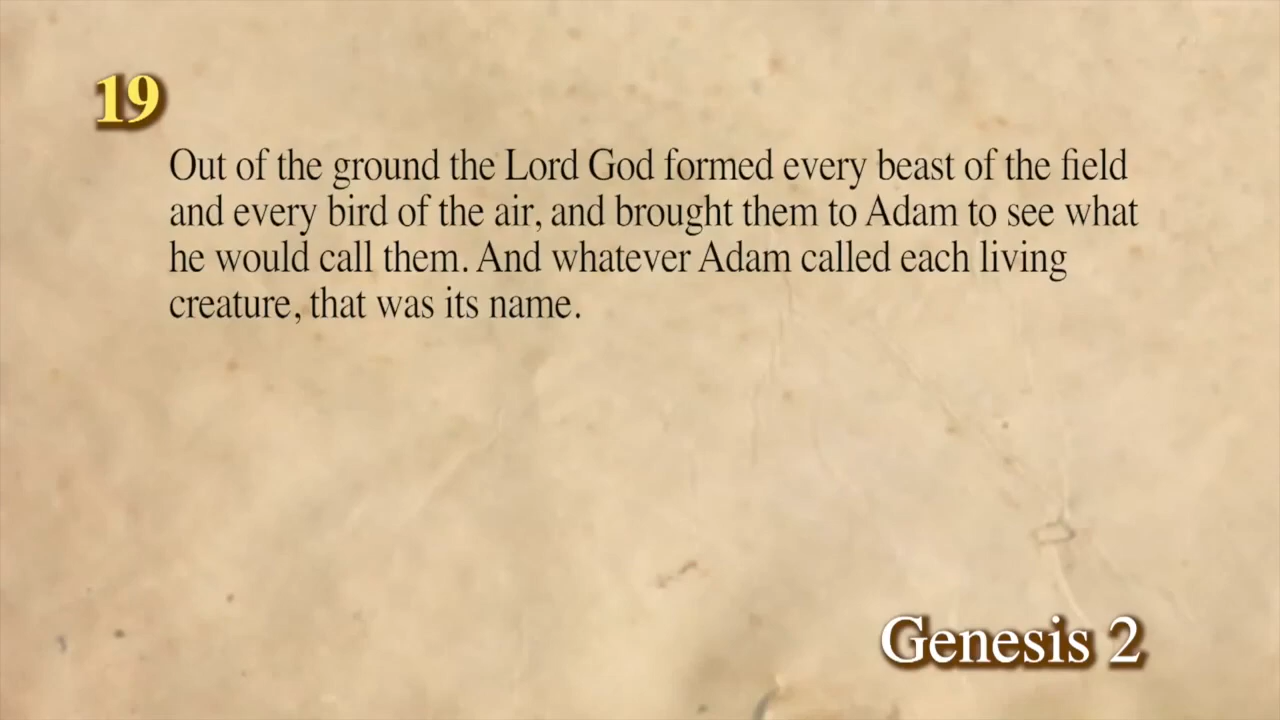 19
Out of the ground the Lord God formed every beast of the field
and every bird of the air, and brought them to Adam to see what
he would call them. And whatever Adam called each living
creature, that was its name.
Genesis 2